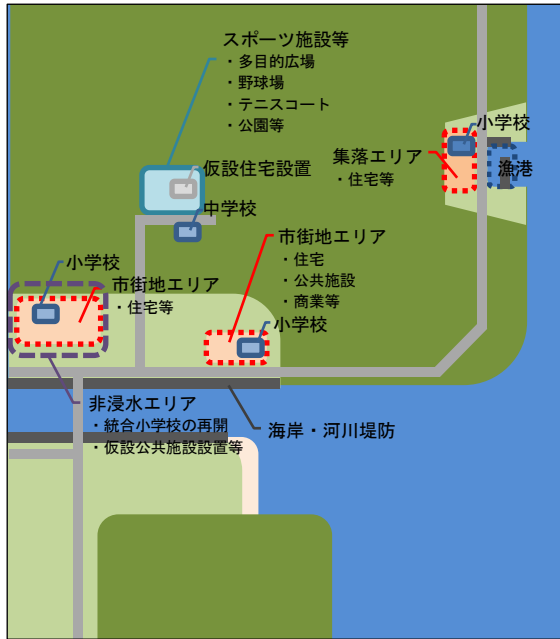 スポーツ施設等
・多目的広場
・野球場
・テニスコート
・公園等
小学校
集落エリア
・住宅等
漁港
仮設住宅設置
中学校
市街地エリア
・住宅
・公共施設
・商業等
小学校
市街地エリア
・住宅等
小学校
非浸水エリア
・統合小学校の再開
・仮設公共施設設置等
海岸・河川堤防